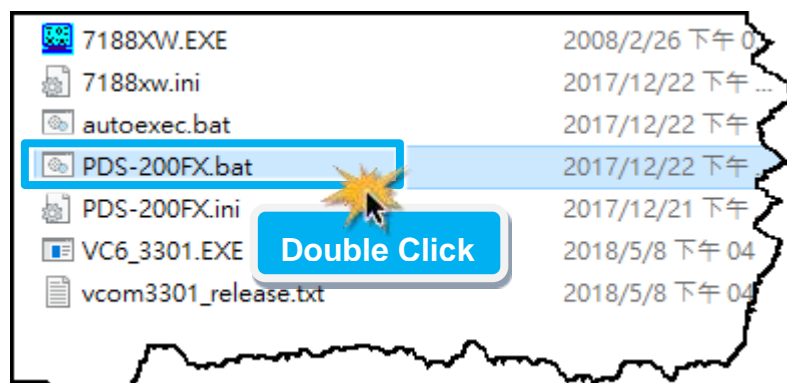 7188XW.EXE 2008/2/26 下午 0
7188xw.ini 2017/12/22 下午 ...
autoexec.bat 2017/12/22 下午
PDS-200FX.bat 2017/12/22 下午
PDS-200FX.ini 2017/12/21 下午
VC6_3301.EXE 2018/5/8 下午 04
Double Click
vcom3301_release.txt 2018/5/8 下午 04